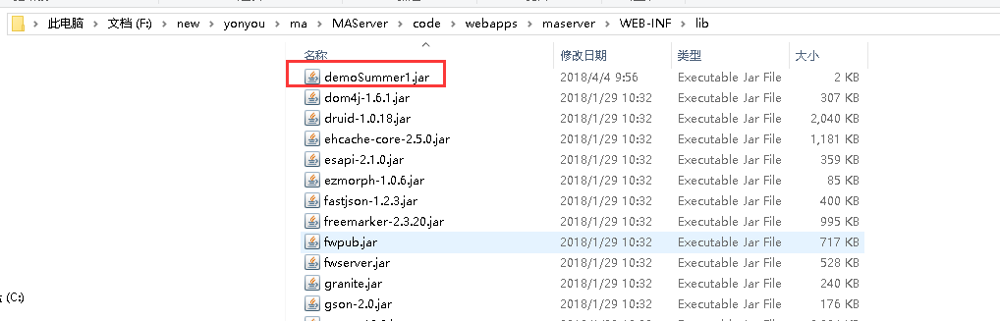 此电脑 > 文档 (F:) > new > yonyou > ma > MAServer > code > webapps > maserver > WEB-INF > lib
名称 修改日期 类型 大小
demoSummer1.jar 2018/4/4 9:56 Executable Jar File 2 KB
dom4j-1.6.1.jar 2018/1/29 10:32 Executable Jar File 307 KB
druid-1.0.18.jar 2018/1/29 10:32 Executable Jar File 2,040 KB
ehcache-core-2.5.0.jar 2018/1/29 10:32 Executable Jar File 1,181 KB
esapi-2.1.0.jar 2018/1/29 10:32 Executable Jar File 359 KB
ezmorph-1.0.6.jar 2018/1/29 10:32 Executable Jar File 85 KB
fastjson-1.2.3.jar 2018/1/29 10:32 Executable Jar File 400 KB
freemarker-2.3.20.jar 2018/1/29 10:32 Executable Jar File 995 KB
fwpub.jar 2018/1/29 10:32 Executable Jar File 717 KB
fwserver.jar 2018/1/29 10:32 Executable Jar File 528 KB
granite.jar 2018/1/29 10:32 Executable Jar File 240 KB
(C:)
gson-2.0.jar 2018/1/29 10:32 Executable Jar File 176 KB